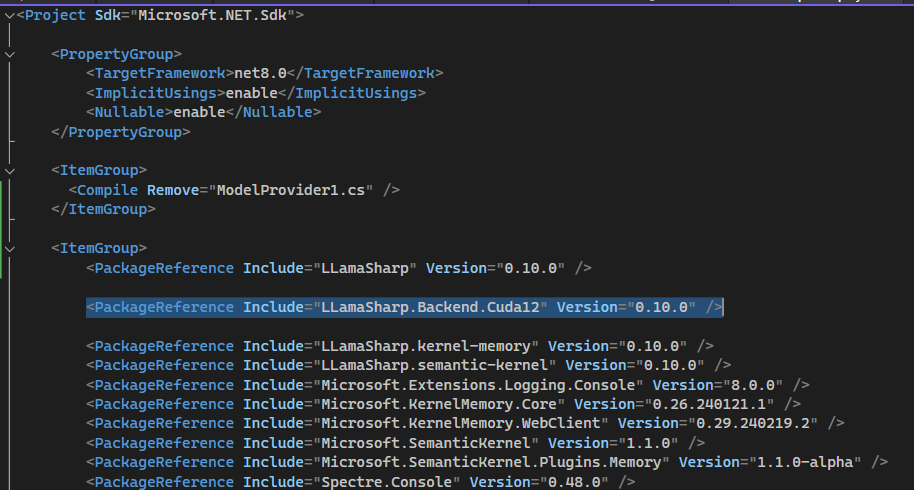 <Project Sdk="Microsoft.NET.Sdk">
<PropertyGroup>
<TargetFramework>net8.0</TargetFramework>
<ImplicitUsings>enable</ImplicitUsings>
<Nullable>enable</Nullable>
</PropertyGroup>
<ItemGroup>
<Compile Remove="ModelProvider1.cs" />
</ItemGroup>
<ItemGroup>
<PackageReference Include="LLamaSharp" Version="0.10.0" />
<PackageReference Include="LLamaSharp.Backend.Cuda12" Version="0.10.0" />
<PackageReference Include="LLamaSharp.kernel-memory" Version="0.10.0" />
<PackageReference Include="LLamaSharp.semantic-kernel" Version="0.10.0" />
<PackageReference Include="Microsoft.Extensions.Logging.Console" Version="8.0.0" />
<PackageReference Include="Microsoft.KernelMemory.Core" Version="0.26.240121.1" />
<PackageReference Include="Microsoft.KernelMemory.WebClient" Version="0.29.240219.2" />
<PackageReference Include="Microsoft.SemanticKernel" Version="1.1.0" />
<PackageReference Include="Microsoft.SemanticKernel.Plugins.Memory" Version="1.1.0-alpha" />
<PackageReference Include="Spectre.Console" Version="0.48.0" />